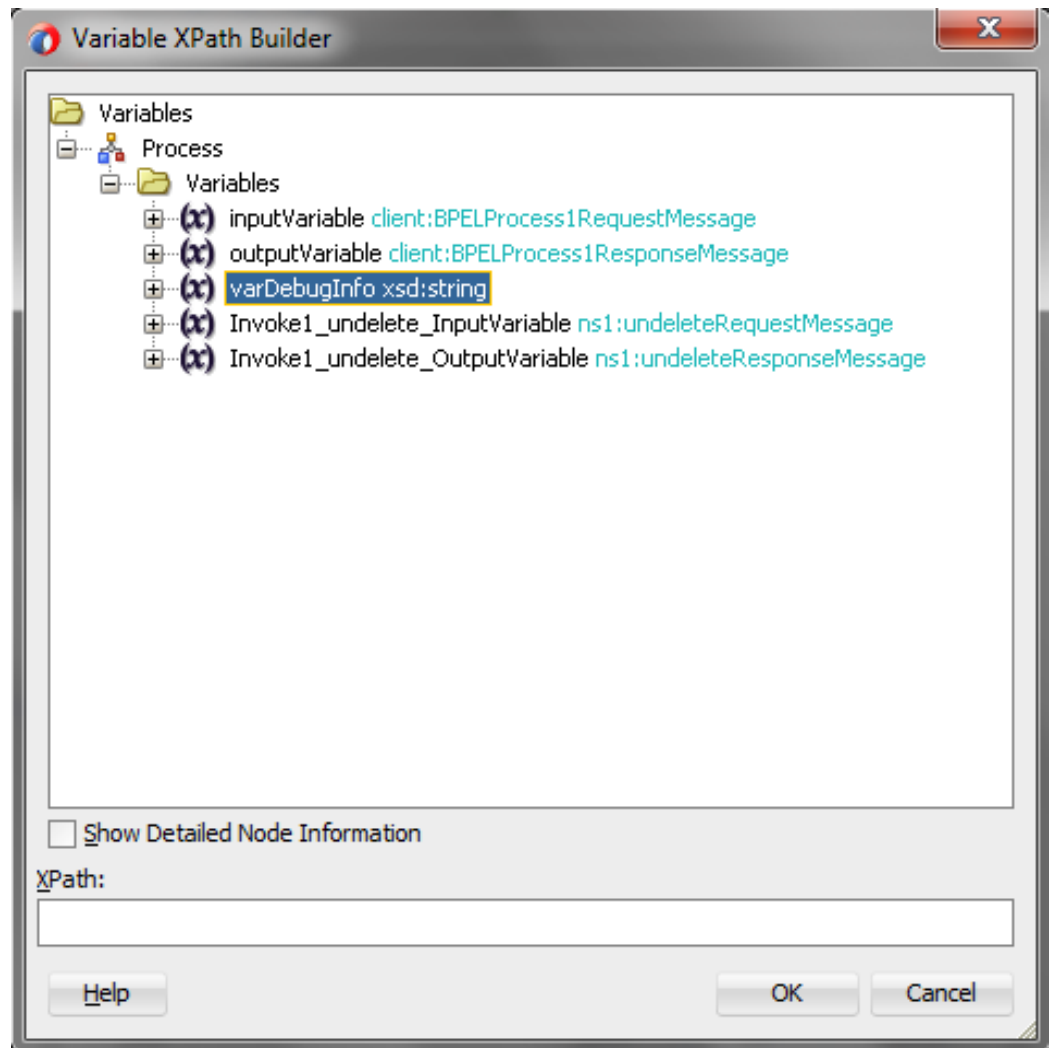 Variable XPath Builder
Variables
Process
Variables
(x) inputVariable client:BPELProcess1RequestMessage
(x) outputVariable client:BPELProcess1ResponseMessage
(x) varDebugInfo xsd:string
(x) Invoke1_undelete_InputVariable ns1:undeleteRequestMessage
(x) Invoke1_undelete_OutputVariable ns1:undeleteResponseMessage
Show Detailed Node Information
XPath:
Help OK Cancel